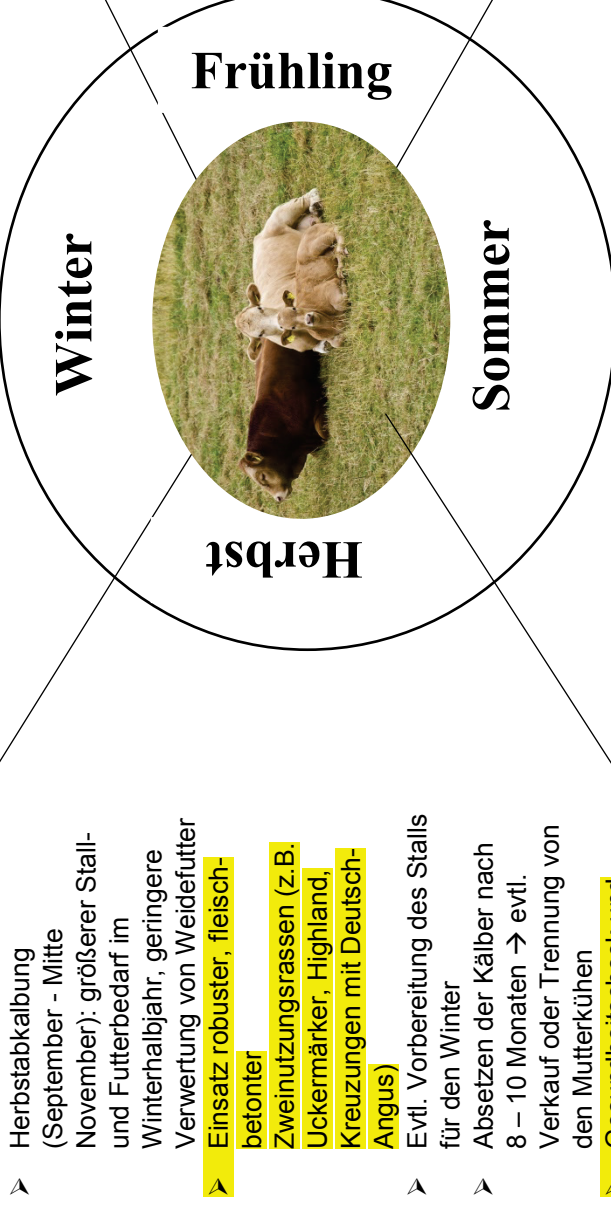 Winter
Frühling
Sommer
Herbst
➢ Herbstabkalbung
(September - Mitte
November): größerer Stall-
und Futterbedarf im
Winterhalbjahr, geringere
Verwertung von Weidefutter
➢ Einsatz robuster, fleisch-
betonter
Zweinutzungsrassen (z.B.
Uckermärker, Highland,
Kreuzungen mit Deutsch-
Angus)
➢ Evtl. Vorbereitung des Stalls
für den Winter
➢ Absetzen der Kälber nach
8 – 10 Monaten → evtl.
Verkauf oder Trennung von
den Mutterkühen